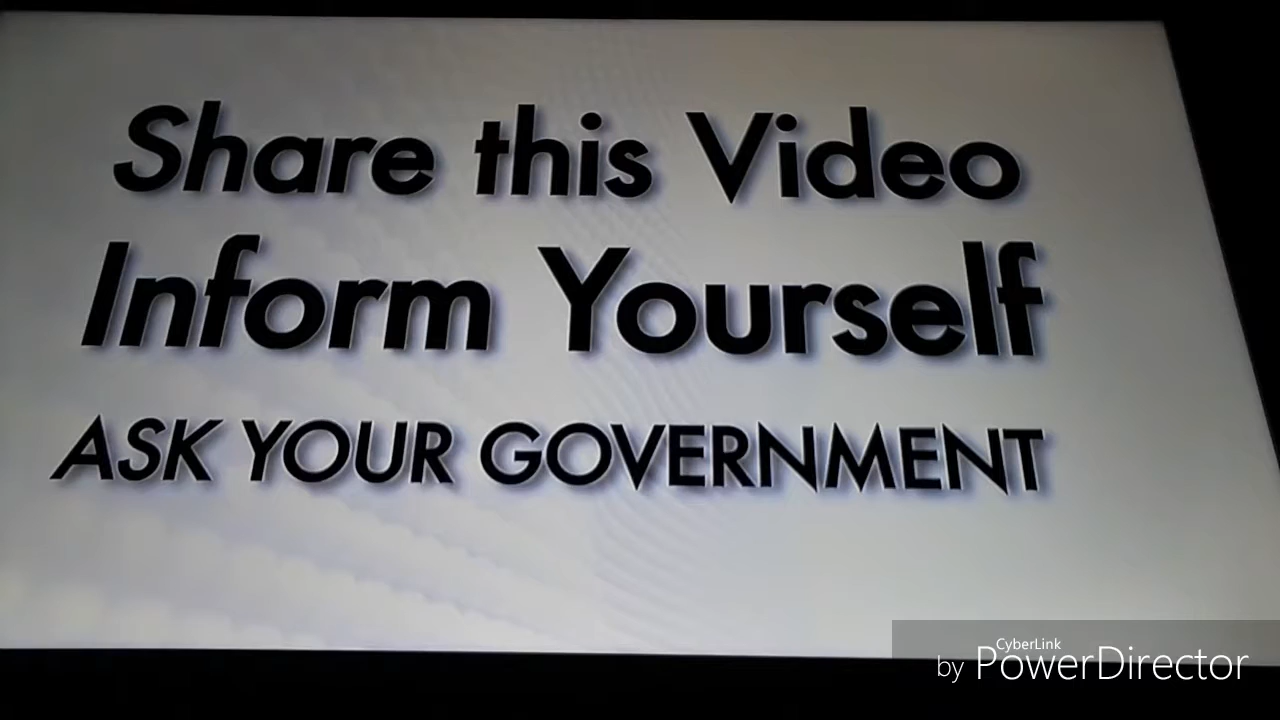 Share this Video
Inform Yourself
ASK YOUR GOVERNMENT
CyberLink
by PowerDirector